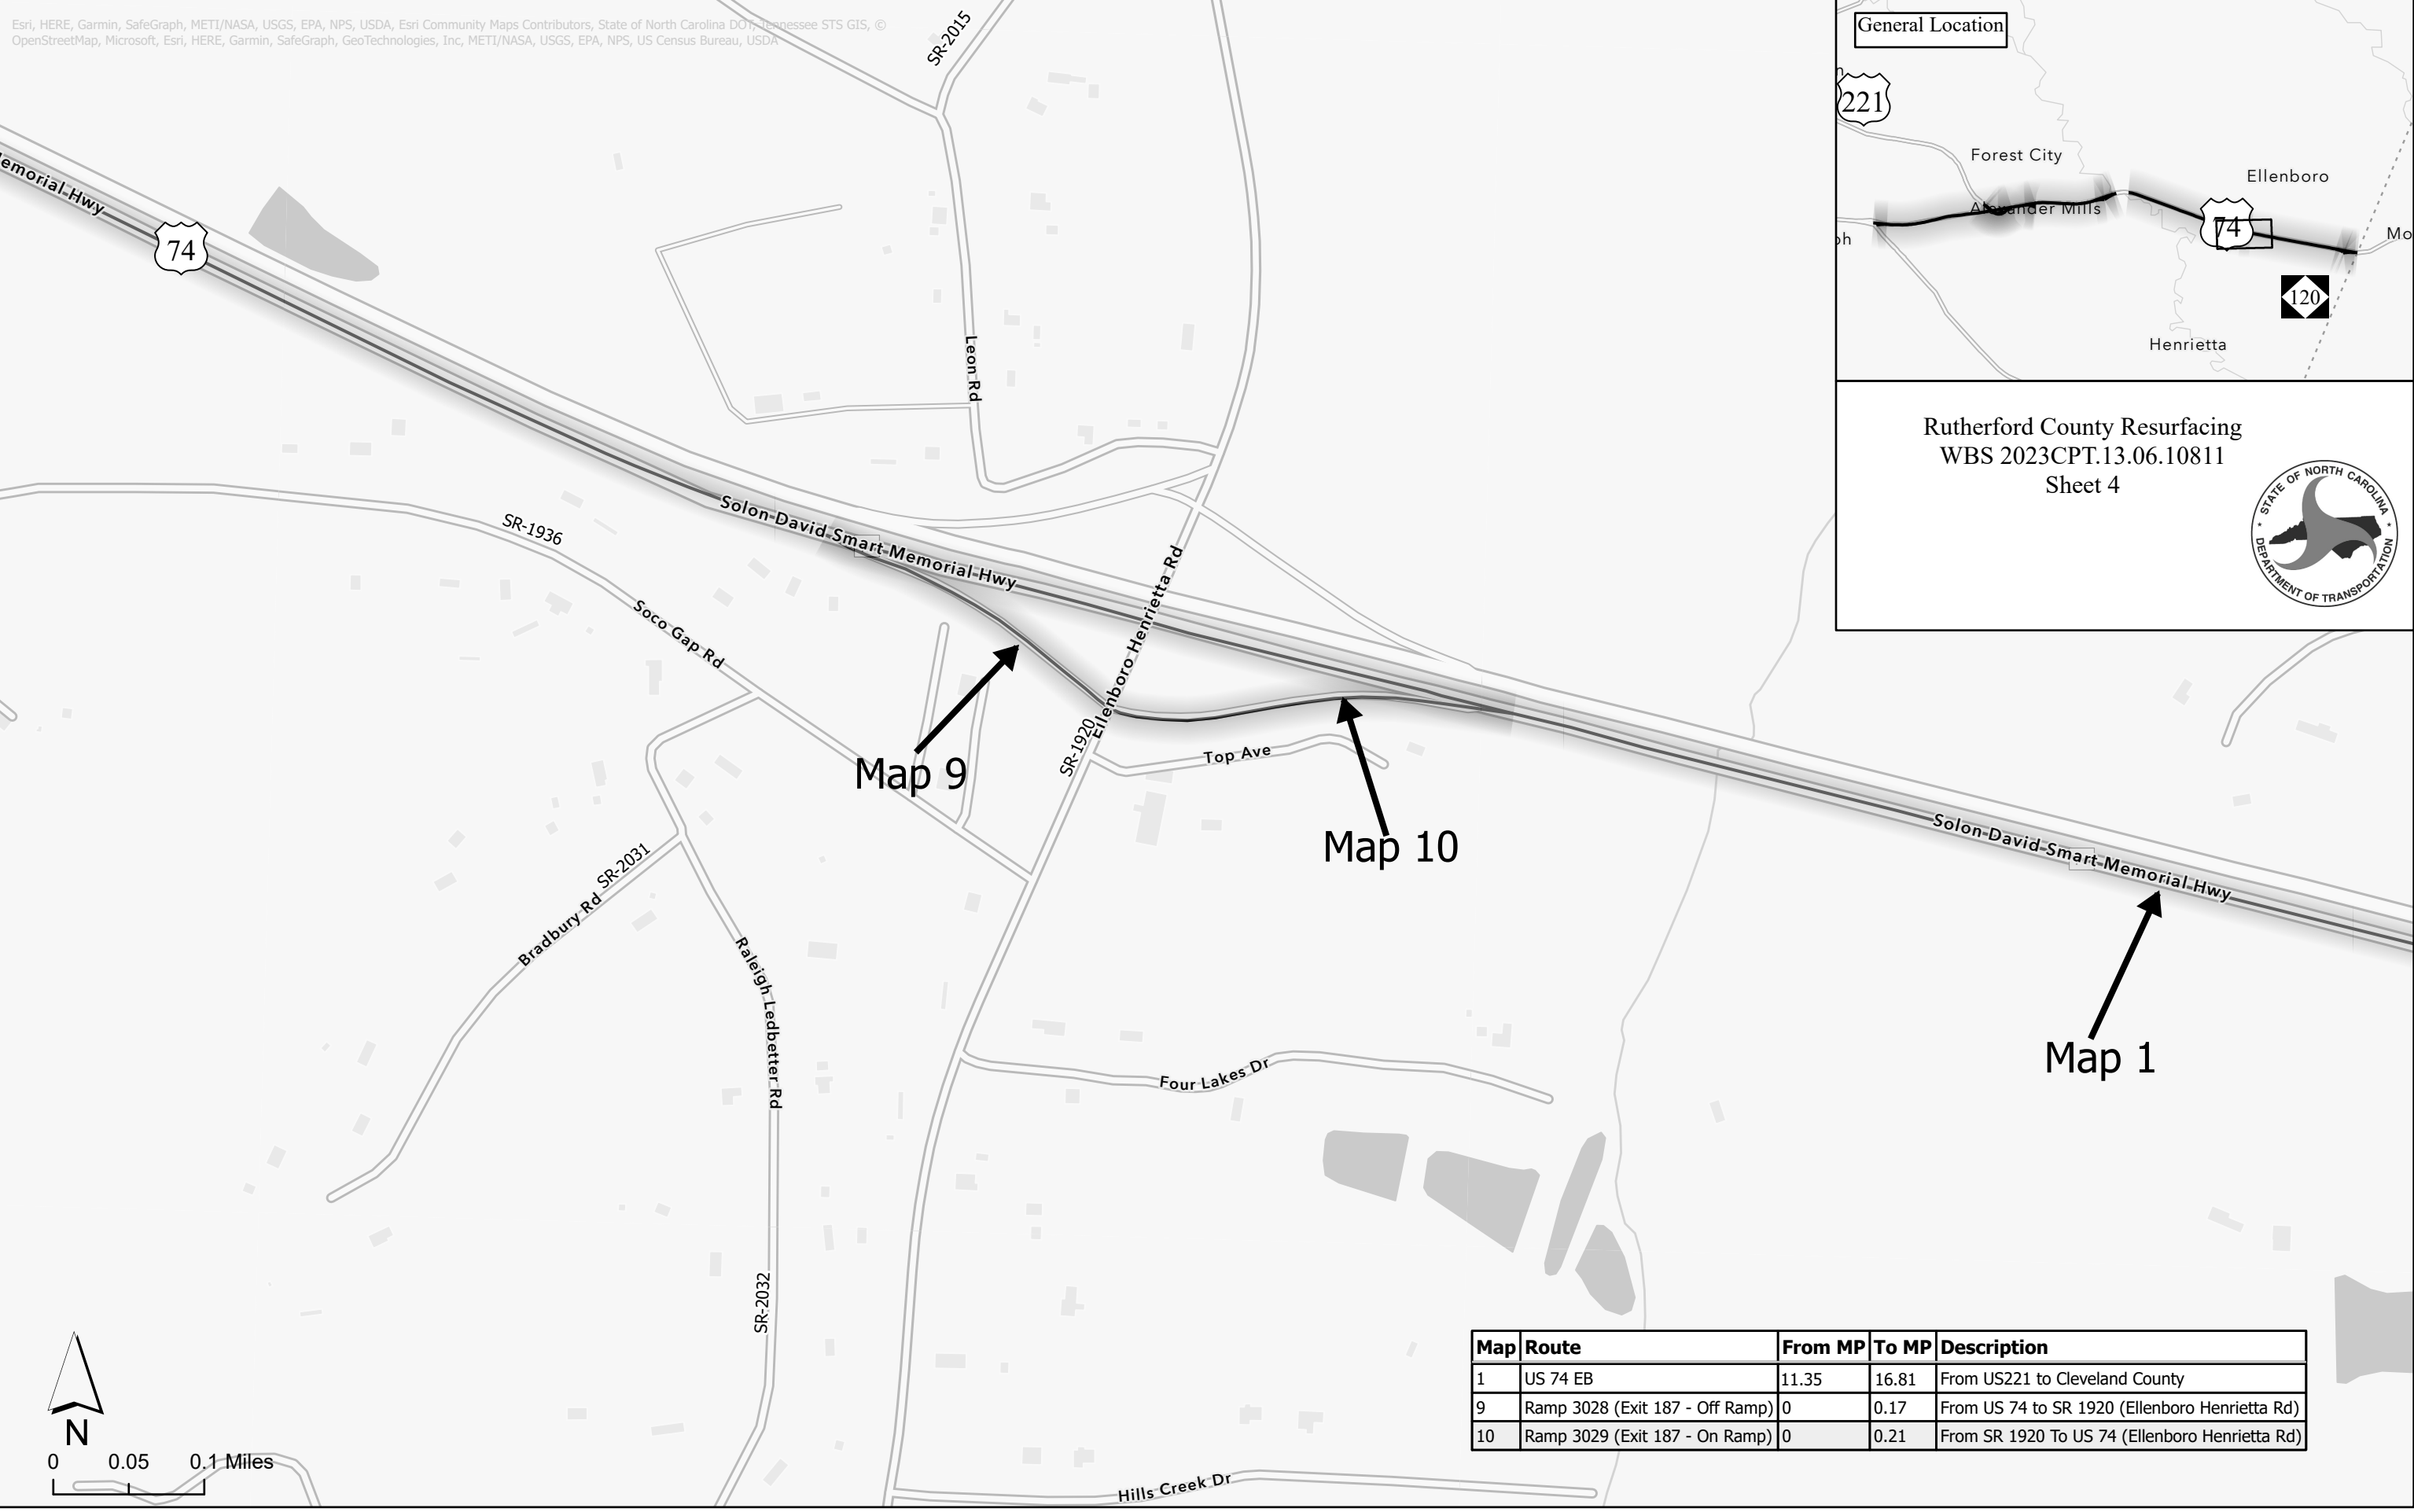 Esri, HERE, Garmin, SafeGraph, METI/NASA, USGS, EPA, NPS, USDA, Esri Community Maps Contributors, State of North Carolina DOT, Tennessee STS GIS, ©
OpenStreetMap, Microsoft, Esri, HERE, Garmin, SafeGraph, GeoTechnologies, Inc, METI/NASA, USGS, EPA, NPS, US Census Bureau, USDA
SR-2015
General Location
221
Forest City
Ellenboro
Alexander Mills
74
120
Henrietta
Rutherford County Resurfacing
WBS 2023CPT.13.06.10811
Sheet 4
STATE OF NORTH CAROLINA
DEPARTMENT OF TRANSPORTATION
emorial Hwy
74
Leon Rd
Solon David Smart Memorial Hwy
SR-1936
Soco Gap Rd
Ellenboro Henrietta Rd
SR-1920
Top Ave
Map 9
Map 10
Solon David Smart Memorial Hwy
Map 1
SR-2031
Bradbury Rd
Raleigh Ledbetter Rd
Four Lakes Dr
SR-2032
Hills Creek Dr
N
0 0.05 0.1 Miles
Map Route From MP To MP Description
1 US 74 EB 11.35 16.81 From US221 to Cleveland County
9 Ramp 3028 (Exit 187 - Off Ramp) 0 0.17 From US 74 to SR 1920 (Ellenboro Henrietta Rd)
10 Ramp 3029 (Exit 187 - On Ramp) 0 0.21 From SR 1920 To US 74 (Ellenboro Henrietta Rd)